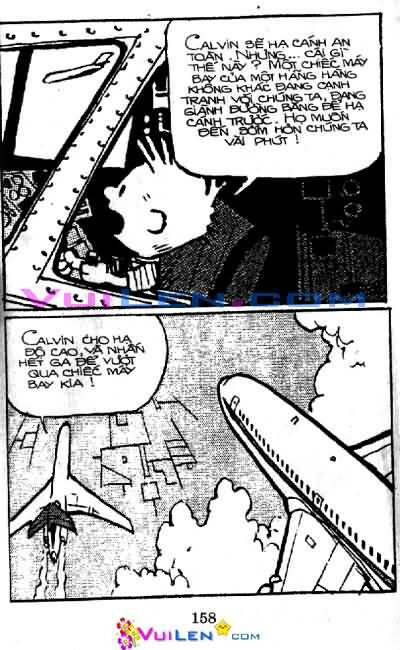 CALVIN SẼ HẠ CÁNH AN
TOÀN. NHƯNG... CÁI GÌ
THẾ NÀY? MỘT CHIẾC MÁY
BAY CỦA MỘT HÃNG HÀNG
KHÔNG KHÁC ĐANG CẠNH
TRANH VỚI CHÚNG TA, ĐANG
GIÀNH ĐƯỜNG BĂNG ĐỂ HẠ
CÁNH TRƯỚC. HỌ MUỐN
ĐẾN SỚM HƠN CHÚNG TA
VÀI PHÚT!
VUILEN.COM
CALVIN CHO HẠ
ĐỘ CAO, VÀ NHẤN
HẾT GA ĐỂ VƯỢT
QUA CHIẾC MÁY
BAY KIA!
158
VUILEN.COM